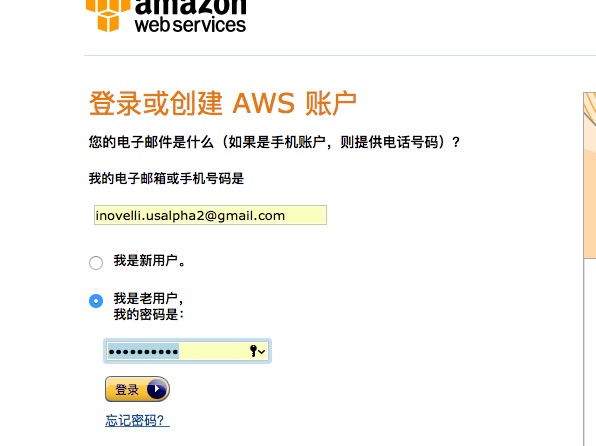 amazon
webservices
登录或创建 AWS 账户
您的电子邮件是什么（如果是手机账户，则提供电话号码）？
我的电子邮箱或手机号码是
inovelli.usalpha2@gmail.com
我是新用户。
我是老用户，
我的密码是：
••••••••••
登录
忘记密码？